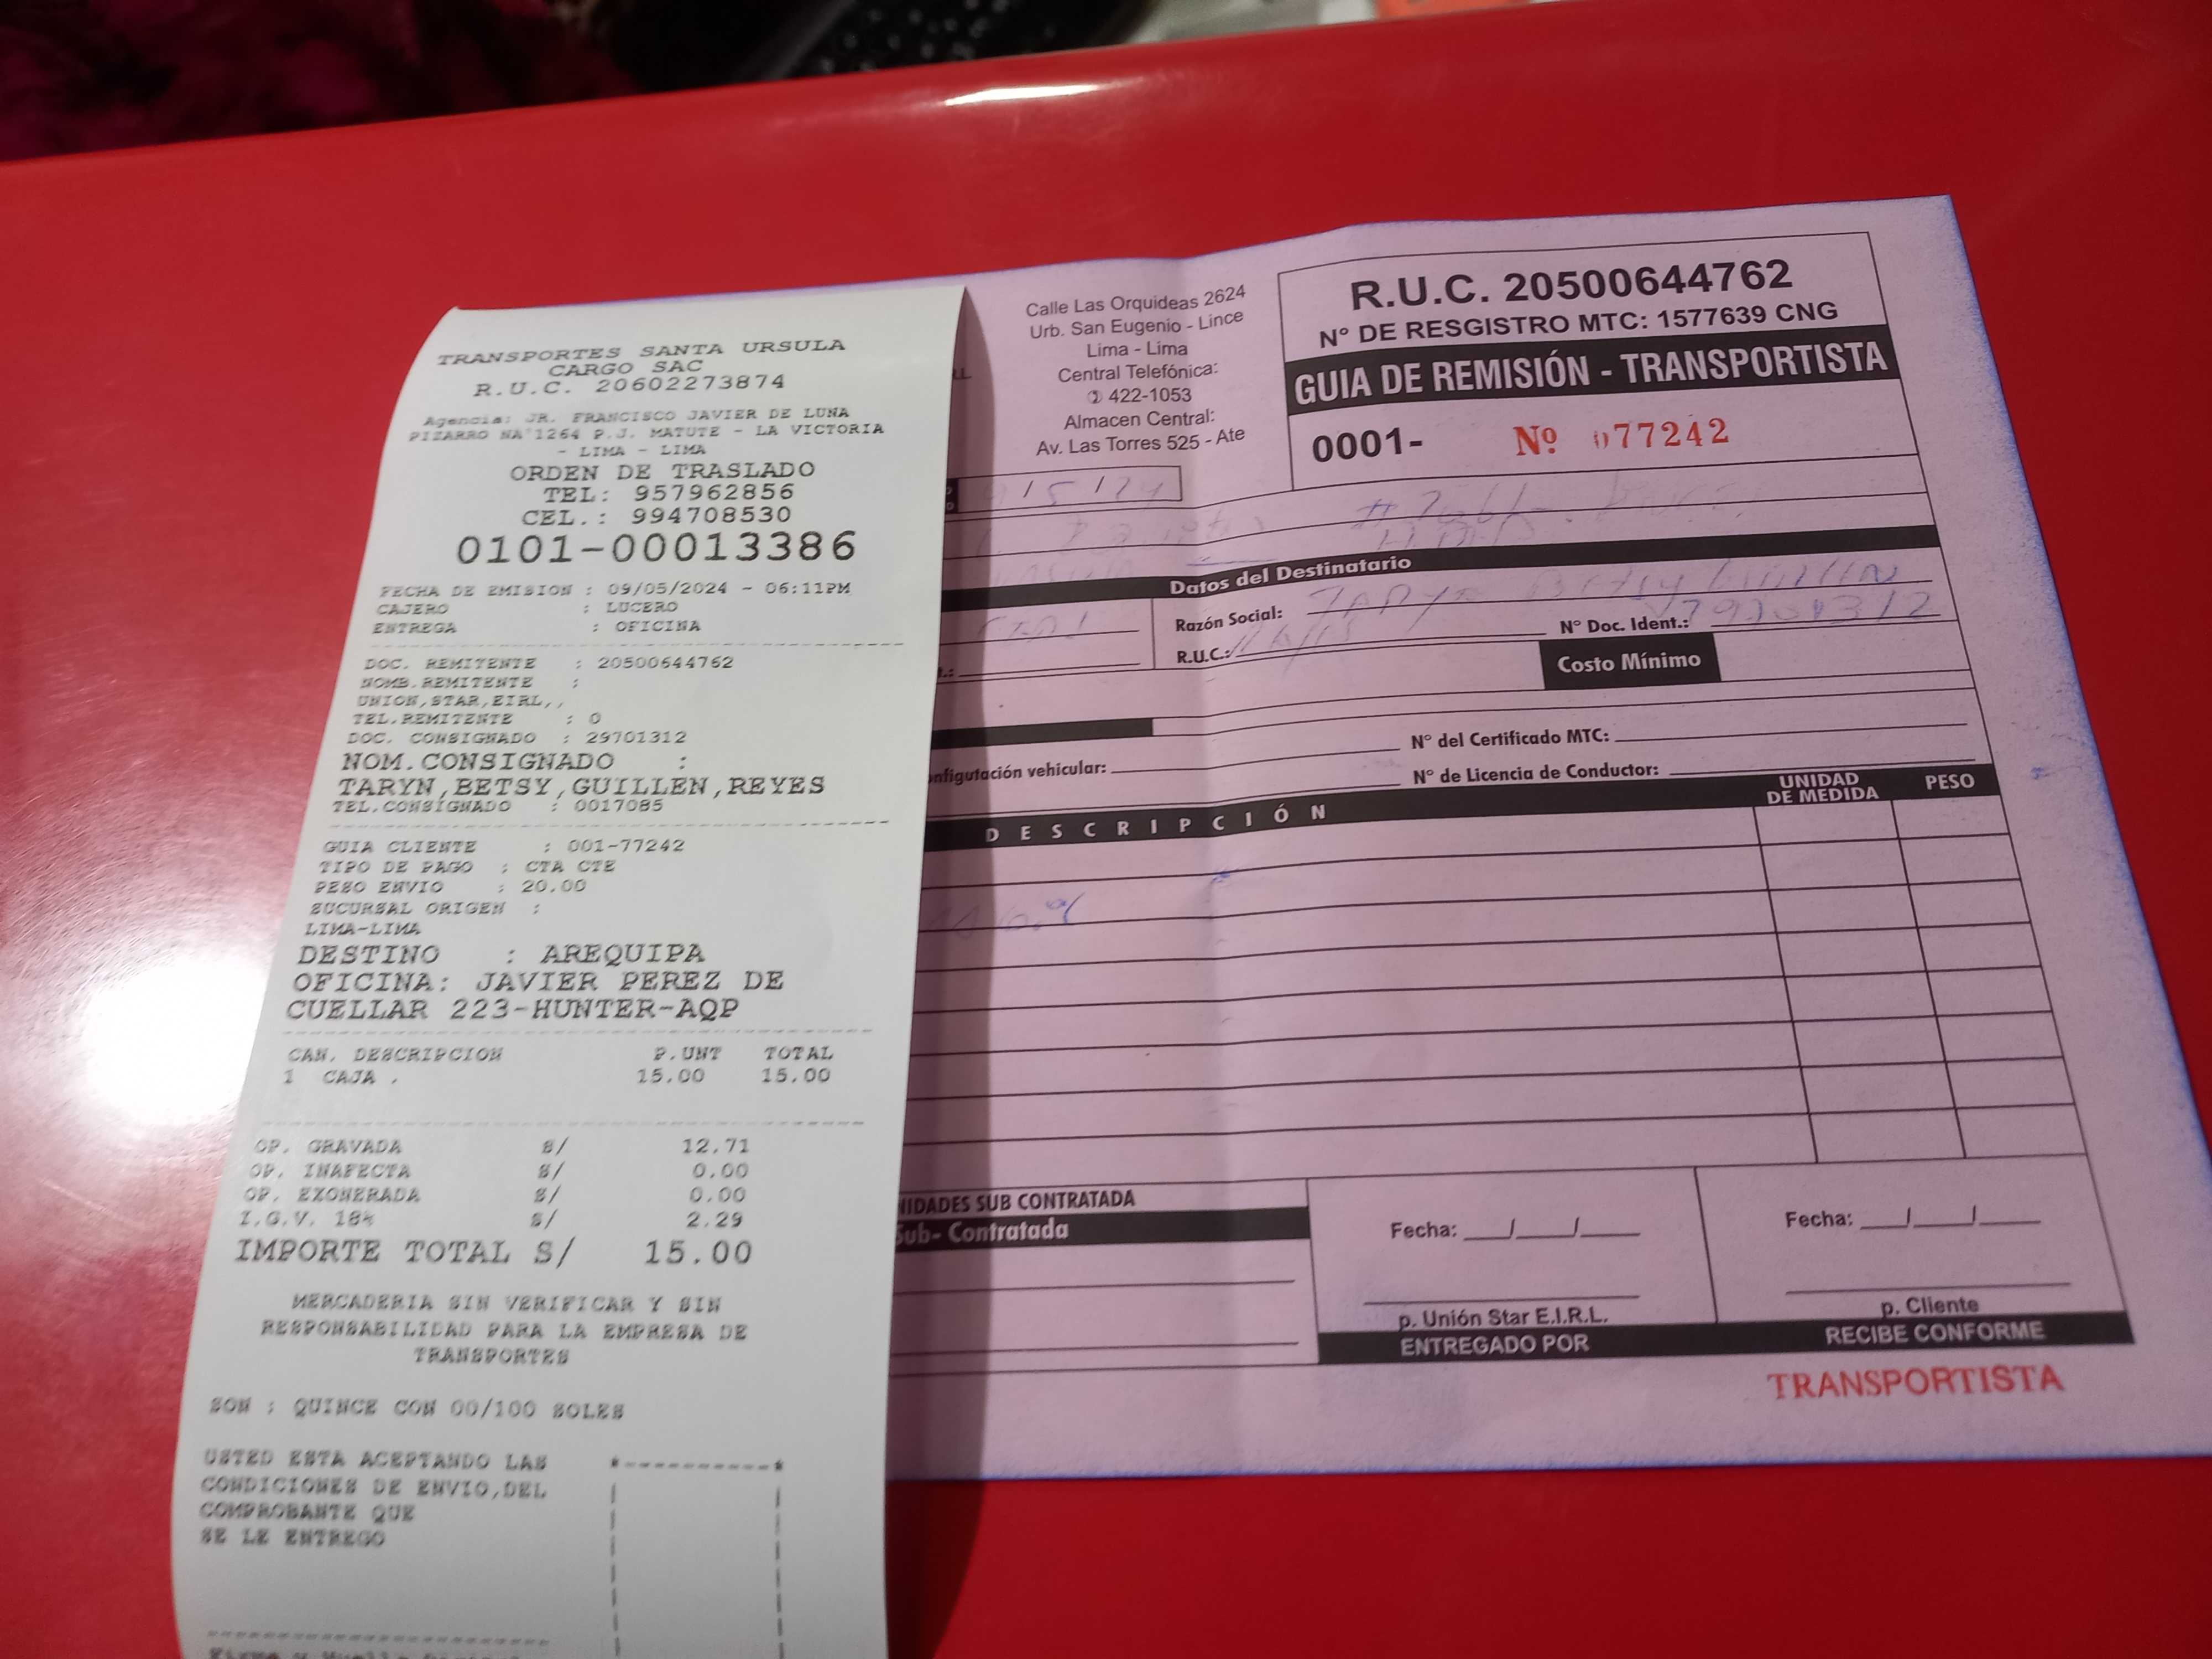 TRANSPORTES SANTA URSULA
CARGO SAC
R.U.C. 20602273874
Agencia: JR. FRANCISCO JAVIER DE LUNA
PIZARRO NA°1264 P.J. MATUTE - LA VICTORIA
- LIMA - LIMA
ORDEN DE TRASLADO
TEL: 957962856
CEL.: 994708530
0101-00013386
FECHA DE EMISION : 09/05/2024 - 06:11PM
CAJERO : LUCERO
ENTREGA : OFICINA
DOC. REMITENTE : 20500644762
NOMB.REMITENTE :
UNION,STAR,EIRL,,
TEL.REMITENTE : 0
DOC. CONSIGNADO : 29701312
NOM.CONSIGNADO :
TARYN,BETSY,GUILLEN,REYES
TEL.CONSIGNADO : 0017085
GUIA CLIENTE : 001-77242
TIPO DE PAGO : CTA CTE
PESO ENVIO : 20.00
SUCURSAL ORIGEN :
LIMA-LIMA
DESTINO : AREQUIPA
OFICINA: JAVIER PEREZ DE
CUELLAR 223-HUNTER-AQP
CAN. DESCRIPCION P.UNT TOTAL
1 CAJA . 15.00 15.00
OP. GRAVADA S/ 12.71
OP. INAFECTA S/ 0.00
OP. EXONERADA S/ 0.00
I.G.V. 18% S/ 2.29
IMPORTE TOTAL S/ 15.00
MERCADERIA SIN VERIFICAR Y SIN
RESPONSABILIDAD PARA LA EMPRESA DE
TRANSPORTES
SON : QUINCE CON 00/100 SOLES
USTED ESTA ACEPTANDO LAS
CONDICIONES DE ENVIO,DEL
COMPROBANTE QUE
SE LE ENTREGO
Calle Las Orquideas 2624
Urb. San Eugenio - Lince
Lima - Lima
Central Telefónica:
422-1053
Almacen Central:
Av. Las Torres 525 - Ate
R.U.C. 20500644762
N° DE RESGISTRO MTC: 1577639 CNG
GUIA DE REMISIÓN - TRANSPORTISTA
0001- Nº 077242
Datos del Destinatario
Razón Social:
N° Doc. Ident.:
R.U.C.:
Costo Mínimo
N° del Certificado MTC:
vehicular:
N° de Licencia de Conductor:
DESCRIPCIÓN
UNIDAD DE MEDIDA
PESO
SUB CONTRATADA
Sub- Contratada
Fecha: __/__/__
p. Unión Star E.I.R.L.
ENTREGADO POR
Fecha: __/__/__
p. Cliente
RECIBE CONFORME
TRANSPORTISTA